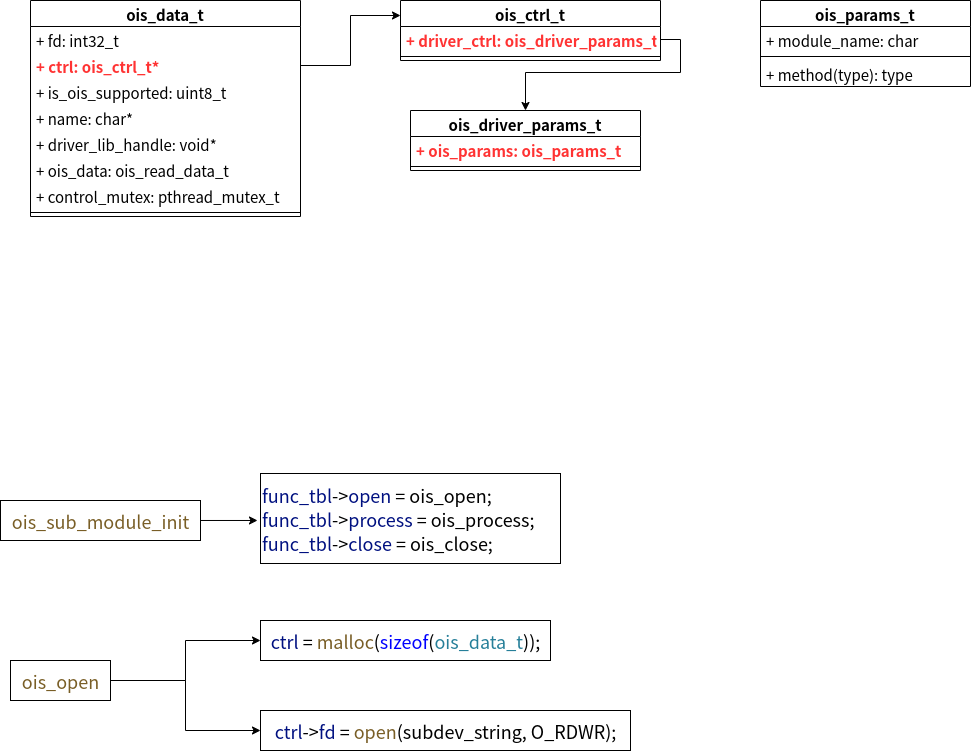 ois_data_t
+ fd: int32_t
+ ctrl: ois_ctrl_t*
+ is_ois_supported: uint8_t
+ name: char*
+ driver_lib_handle: void*
+ ois_data: ois_read_data_t
+ control_mutex: pthread_mutex_t
ois_ctrl_t
+ driver_ctrl: ois_driver_params_t
ois_driver_params_t
+ ois_params: ois_params_t
ois_params_t
+ module_name: char
+ method(type): type
ois_sub_module_init
func_tbl->open = ois_open;
func_tbl->process = ois_process;
func_tbl->close = ois_close;
ois_open
ctrl = malloc(sizeof(ois_data_t));
ctrl->fd = open(subdev_string, O_RDWR);